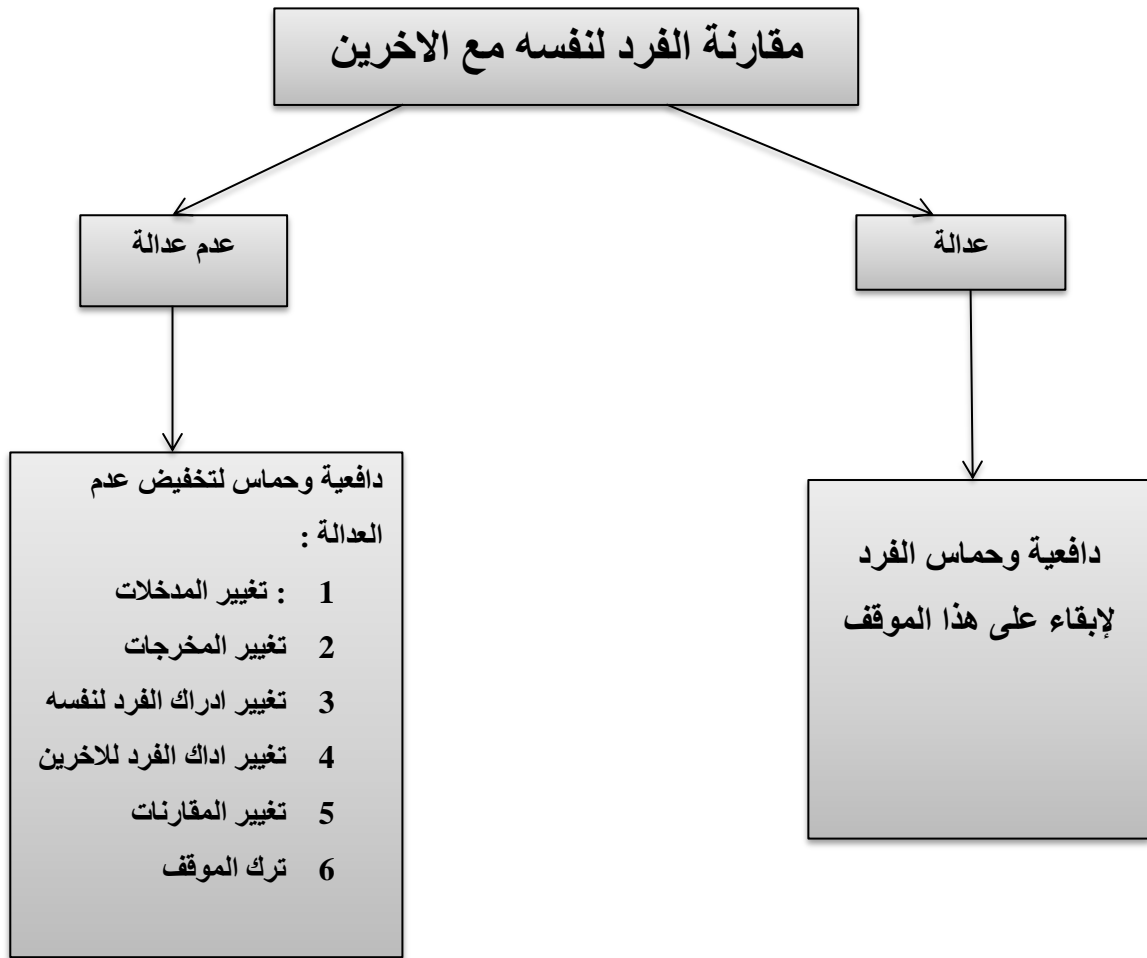 مقارنة الفرد لنفسه مع الاخرين
عدالة
عدم عدالة
دافعية وحماس الفرد
لإبقاء على هذا الموقف
دافعية وحماس لتخفيض عدم
العدالة :
1 : تغيير المدخلات
2 تغيير المخرجات
3 تغيير ادراك الفرد لنفسه
4 تغيير اداك الفرد للاخرين
5 تغيير المقارنات
6 ترك الموقف